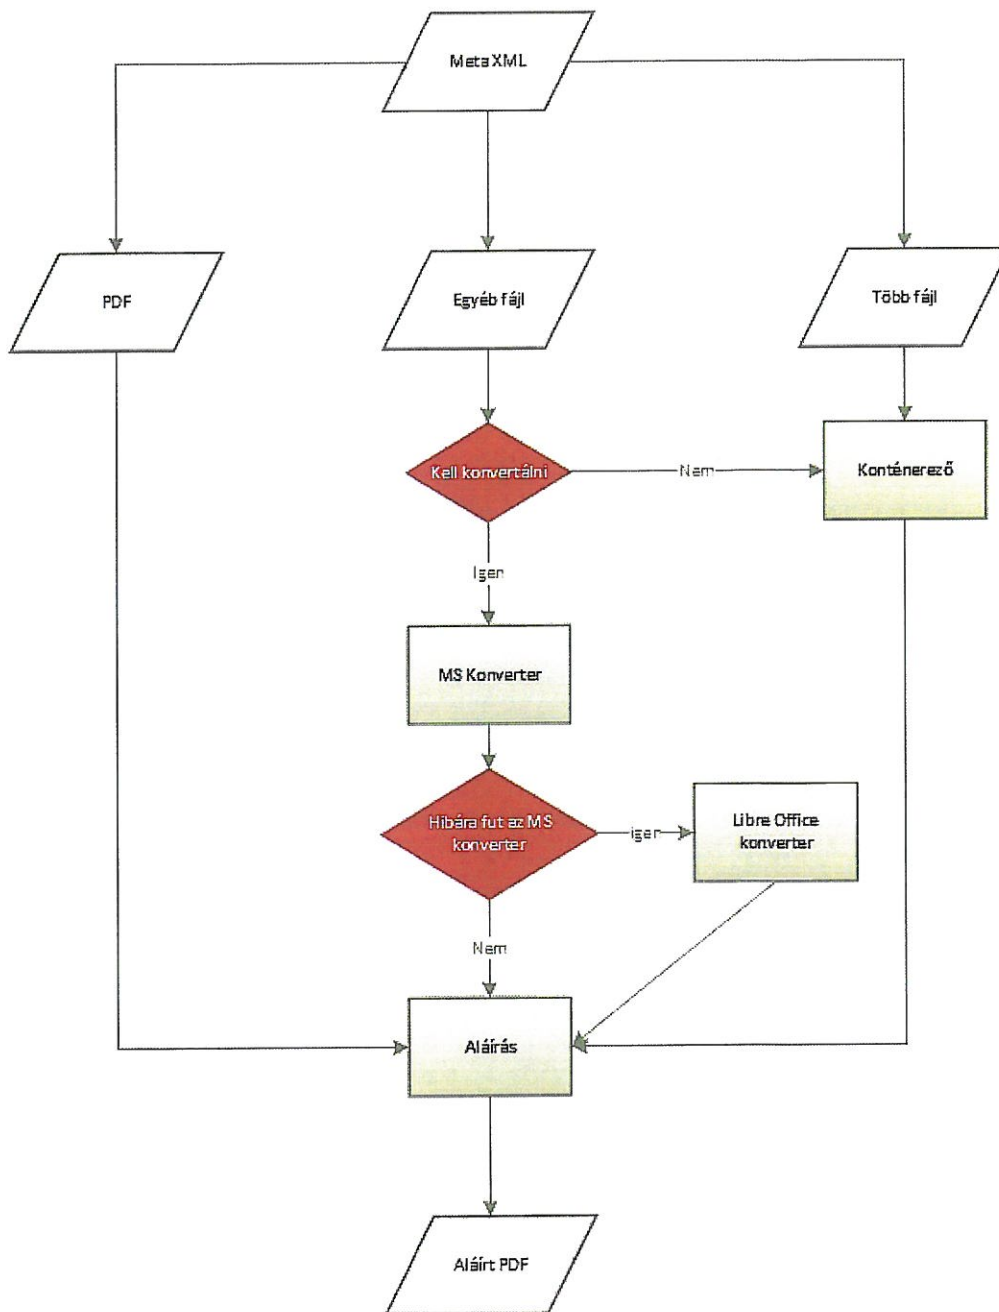 Meta XML
PDF
Egyéb fájl
Több fájl
Kell konvertálni
Nem
Konténerező
Igen
MS Konverter
Hibára fut az MS
konverter
igen
Libre Office
konverter
Nem
Aláírás
Aláírt PDF